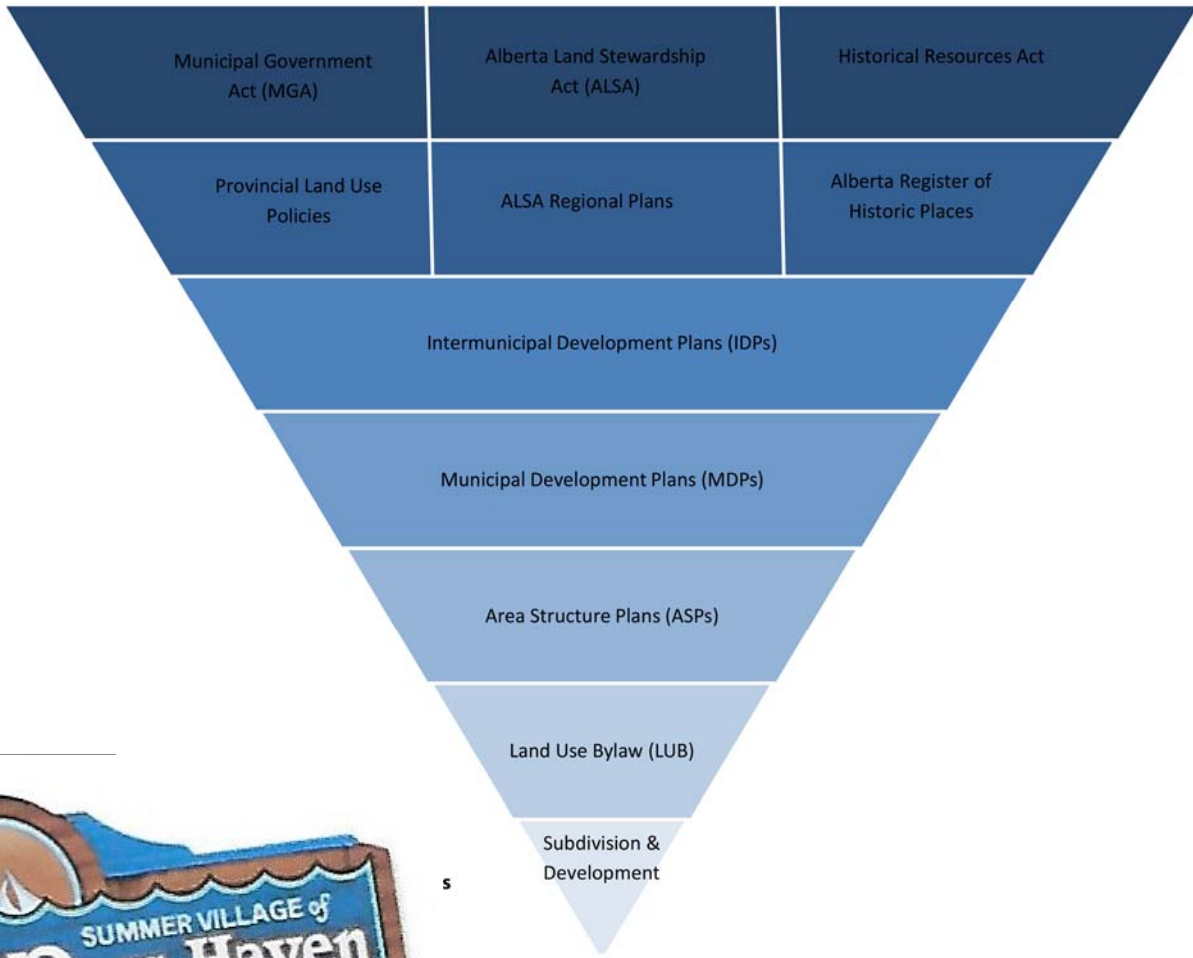 Municipal Government
Act (MGA)
Alberta Land Stewardship
Act (ALSA)
Historical Resources Act
Provincial Land Use
Policies
ALSA Regional Plans
Alberta Register of
Historic Places
Intermunicipal Development Plans (IDPs)
Municipal Development Plans (MDPs)
Area Structure Plans (ASPs)
Land Use Bylaw (LUB)
Subdivision &
Development
s
SUMMER VILLAGE of
Haven